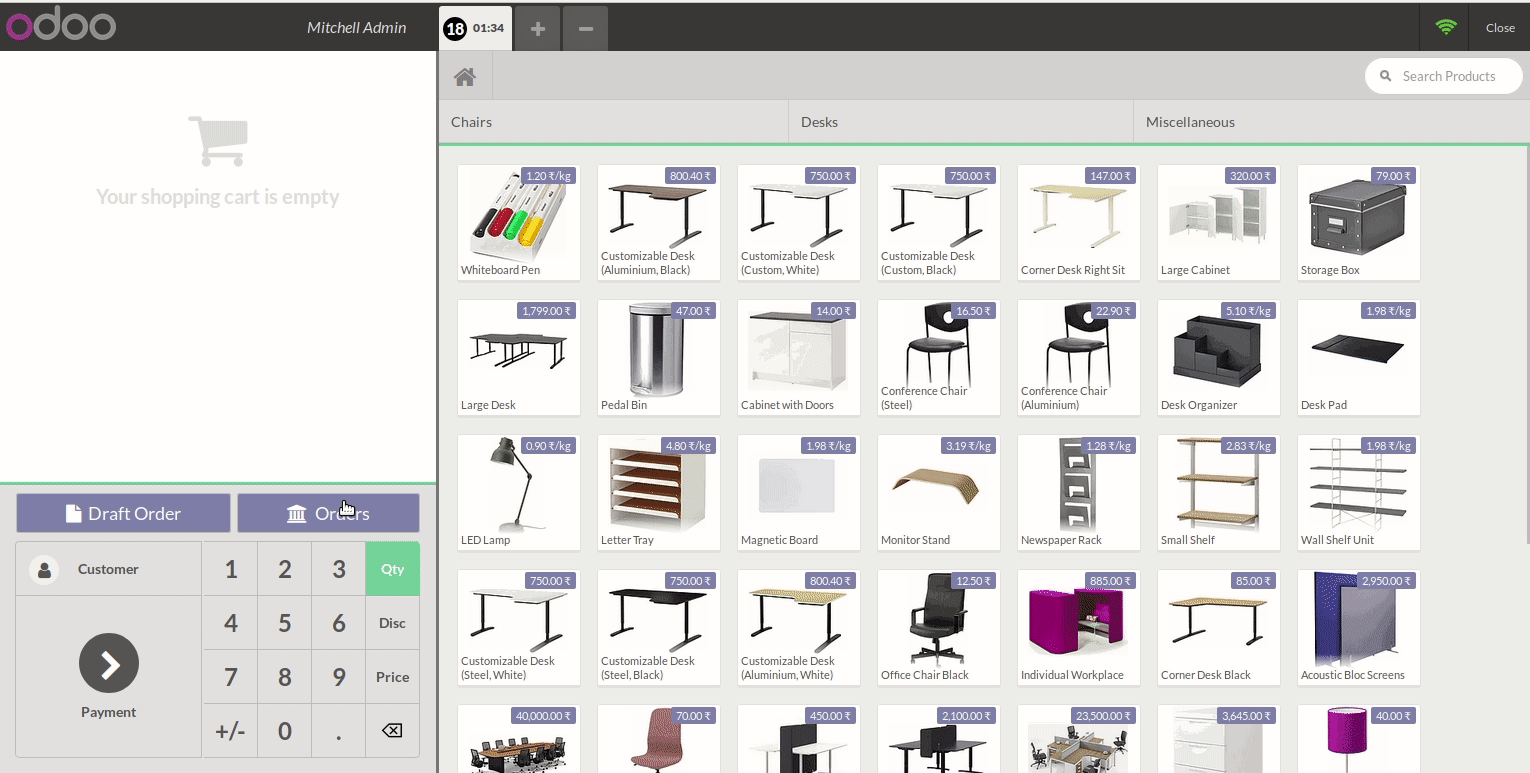 odoo
Mitchell Admin
18 01:34
+
−
Close
Your shopping cart is empty
Search Products
Chairs
Desks
Miscellaneous
1.20 ₹/kg
Whiteboard Pen
800.40 ₹
Customizable Desk
(Aluminium, Black)
750.00 ₹
Customizable Desk
(Custom, White)
750.00 ₹
Customizable Desk
(Custom, Black)
147.00 ₹
Corner Desk Right Sit
320.00 ₹
Large Cabinet
79.00 ₹
Storage Box
1,799.00 ₹
Large Desk
47.00 ₹
Pedal Bin
14.00 ₹
Cabinet with Doors
16.50 ₹
Conference Chair
(Steel)
22.90 ₹
Conference Chair
(Aluminium)
5.10 ₹/kg
Desk Organizer
1.98 ₹/kg
Desk Pad
0.90 ₹/kg
LED Lamp
4.80 ₹/kg
Letter Tray
1.98 ₹/kg
Magnetic Board
3.19 ₹/kg
Monitor Stand
1.28 ₹/kg
Newspaper Rack
2.83 ₹/kg
Small Shelf
1.98 ₹/kg
Wall Shelf Unit
750.00 ₹
Customizable Desk
(Steel, White)
750.00 ₹
Customizable Desk
(Steel, Black)
800.40 ₹
Customizable Desk
(Aluminium, White)
12.50 ₹
Office Chair Black
885.00 ₹
Individual Workplace
85.00 ₹
Corner Desk Black
2,950.00 ₹
Acoustic Bloc Screens
40,000.00 ₹
70.00 ₹
450.00 ₹
2,100.00 ₹
23,500.00 ₹
3,645.00 ₹
40.00 ₹
Draft Order
Orders
Customer
1 2 3 Qty
4 5 6 Disc
7 8 9 Price
+/- 0 .
Payment